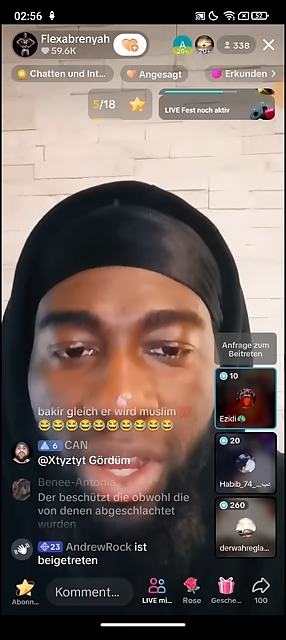 02:56
52
Flexabrenyah
59.6K
20+
20+
338
Chatten und Int...
Angesagt
Erkunden >
5/18
LIVE Fest noch aktiv
Anfrage zum
Beitreten
10
Ezidi
20
Habib_74_...
260
derwahregla...
bakir gleich er wird muslim 💯
😂😂😂😂😂😂😂😂😂😂😂
6 CAN
@Xtyztyt Gördüm
Benee-Antonia
Der beschützt die obwohl die
von denen abgeschlachtet
wurden
23 AndrewRock ist
beigetreten
Abonn...
Komment...
LIVE mi...
Rose
Gesche...
100